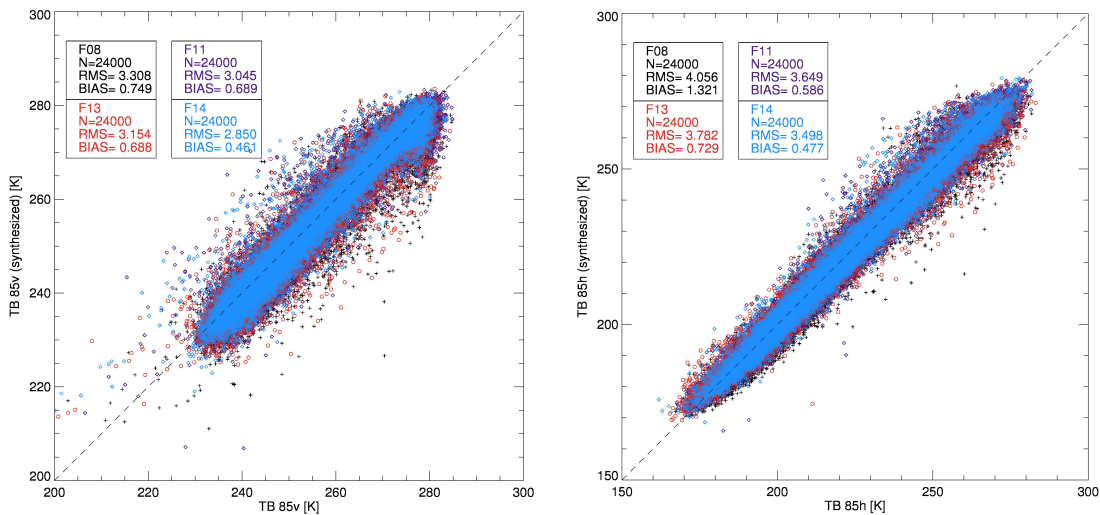 300
280
260
240
220
200
TB 85v (synthesized) [K]
F08
N=24000
RMS= 3.308
BIAS= 0.749
F11
N=24000
RMS= 3.045
BIAS= 0.689
F13
N=24000
RMS= 3.154
BIAS= 0.688
F14
N=24000
RMS= 2.850
BIAS= 0.461
200 220 240 260 280 300
TB 85v [K]
300
250
200
150
TB 85h (synthesized) [K]
F08
N=24000
RMS= 4.056
BIAS= 1.321
F11
N=24000
RMS= 3.649
BIAS= 0.586
F13
N=24000
RMS= 3.782
BIAS= 0.729
F14
N=24000
RMS= 3.498
BIAS= 0.477
150 200 250 300
TB 85h [K]